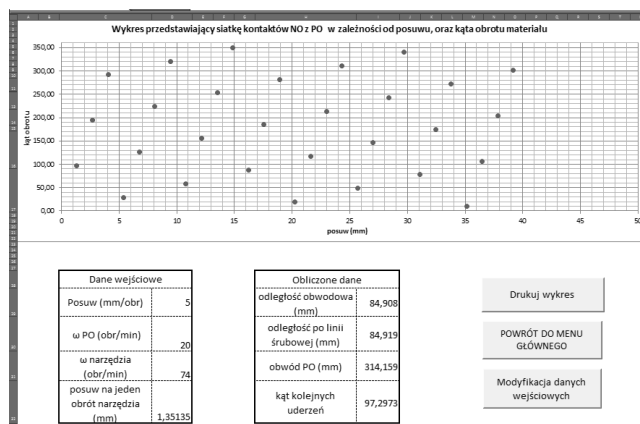 Wykres przedstawiający siatkę kontaktów NO z PO w zależności od posuwu, oraz kąta obrotu materiału
350,00
300,00
250,00
200,00
150,00
100,00
50,00
0,00
kąt obrotu
0 5 10 15 20 25 30 35 40 45 50
posuw (mm)
Dane wejściowe
Posuw (mm/obr) 5
ω PO (obr/min) 20
ω narzędzia
(obr/min) 74
posuw na jeden
obrót narzędzia
(mm) 1,35135
Obliczone dane
odległość obwodowa
(mm) 84,908
odległość po linii
śrubowej (mm) 84,919
obwód PO (mm) 314,159
kąt kolejnych
uderzeń 97,2973
Drukuj wykres
POWRÓT DO MENU
GŁÓWNEGO
Modyfikacja danych
wejściowych